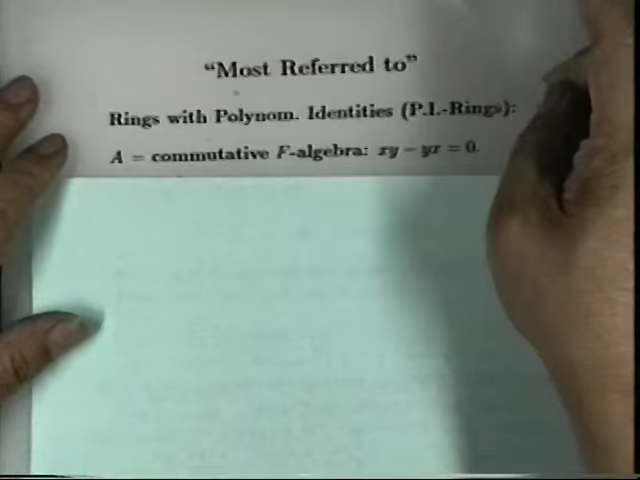 “Most Referred to”
Rings with Polynom. Identities (P.I.-Rings):
A = commutative F-algebra: xy − yx = 0.